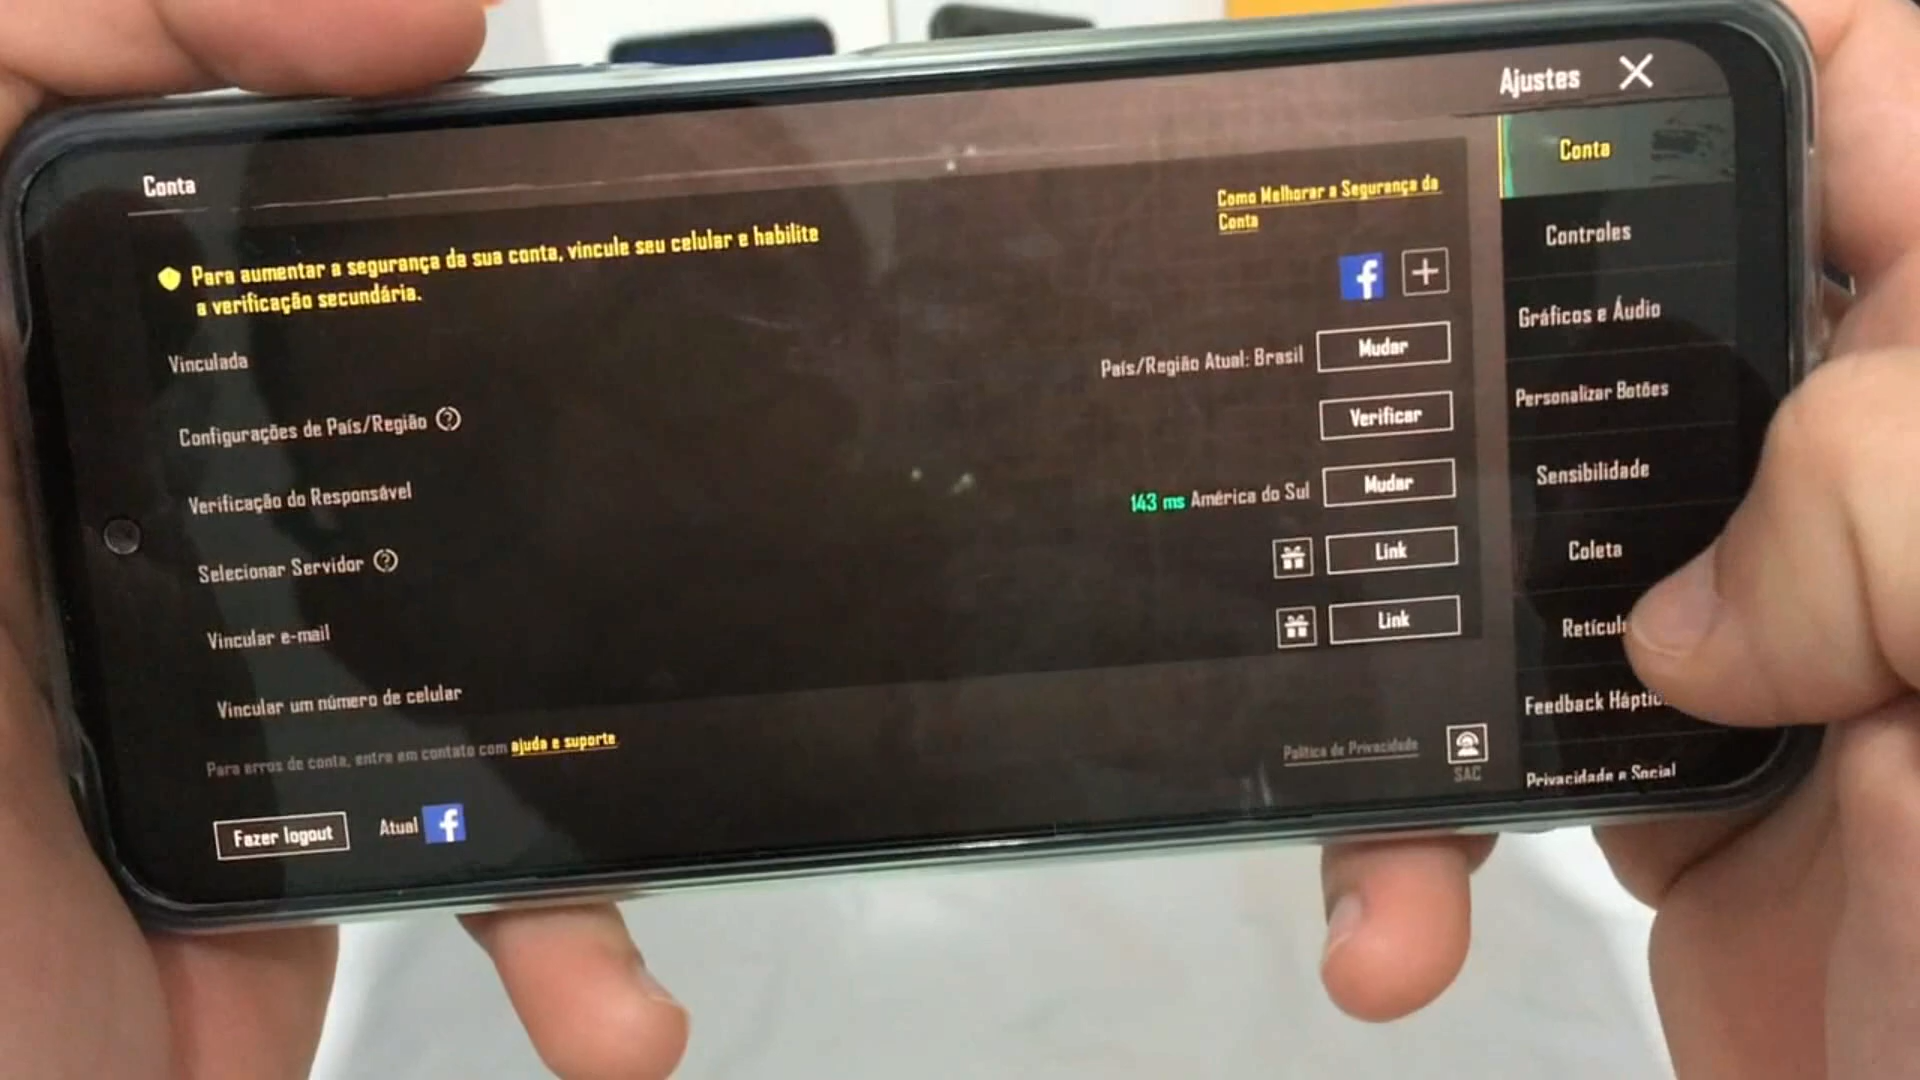 Ajustes
Conta
Para aumentar a segurança da sua conta, vincule seu celular e habilite
a verificação secundária.
Como Melhorar a Segurança da
Conta
Vinculada
Configurações de País/Região
País/Região Atual: Brasil
Mudar
Verificação do Responsável
Verificar
Selecionar Servidor
143 ms América do Sul
Mudar
Vincular e-mail
Link
Vincular um número de celular
Link
Para erros de conta, entre em contato com ajuda e suporte
Política de Privacidade
SAC
Fazer logout
Atual
Conta
Controles
Gráficos e Áudio
Personalizar Botões
Sensibilidade
Coleta
Feedback
Privacidade e Social